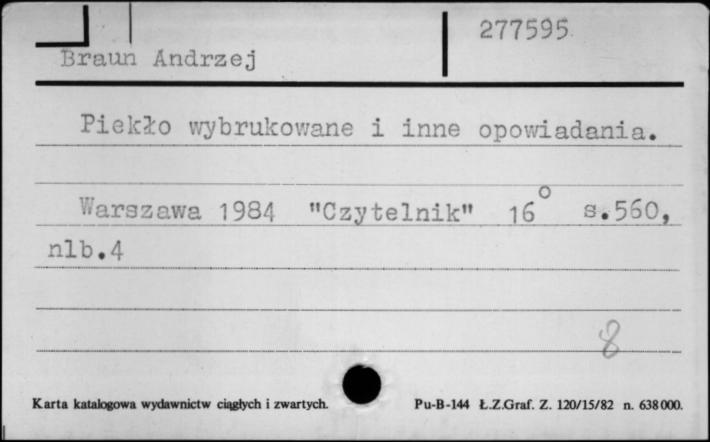 277595
Braun Andrzej
Piekło wybrukowane i inne opowiadania.
Warszawa 1984 "Czytelnik" 16° s.560,
nlb.4
8
Karta katalogowa wydawnictw ciągłych i zwartych. Pu-B-144 Ł.Z.Graf. Z. 120/15/82 n. 638000.